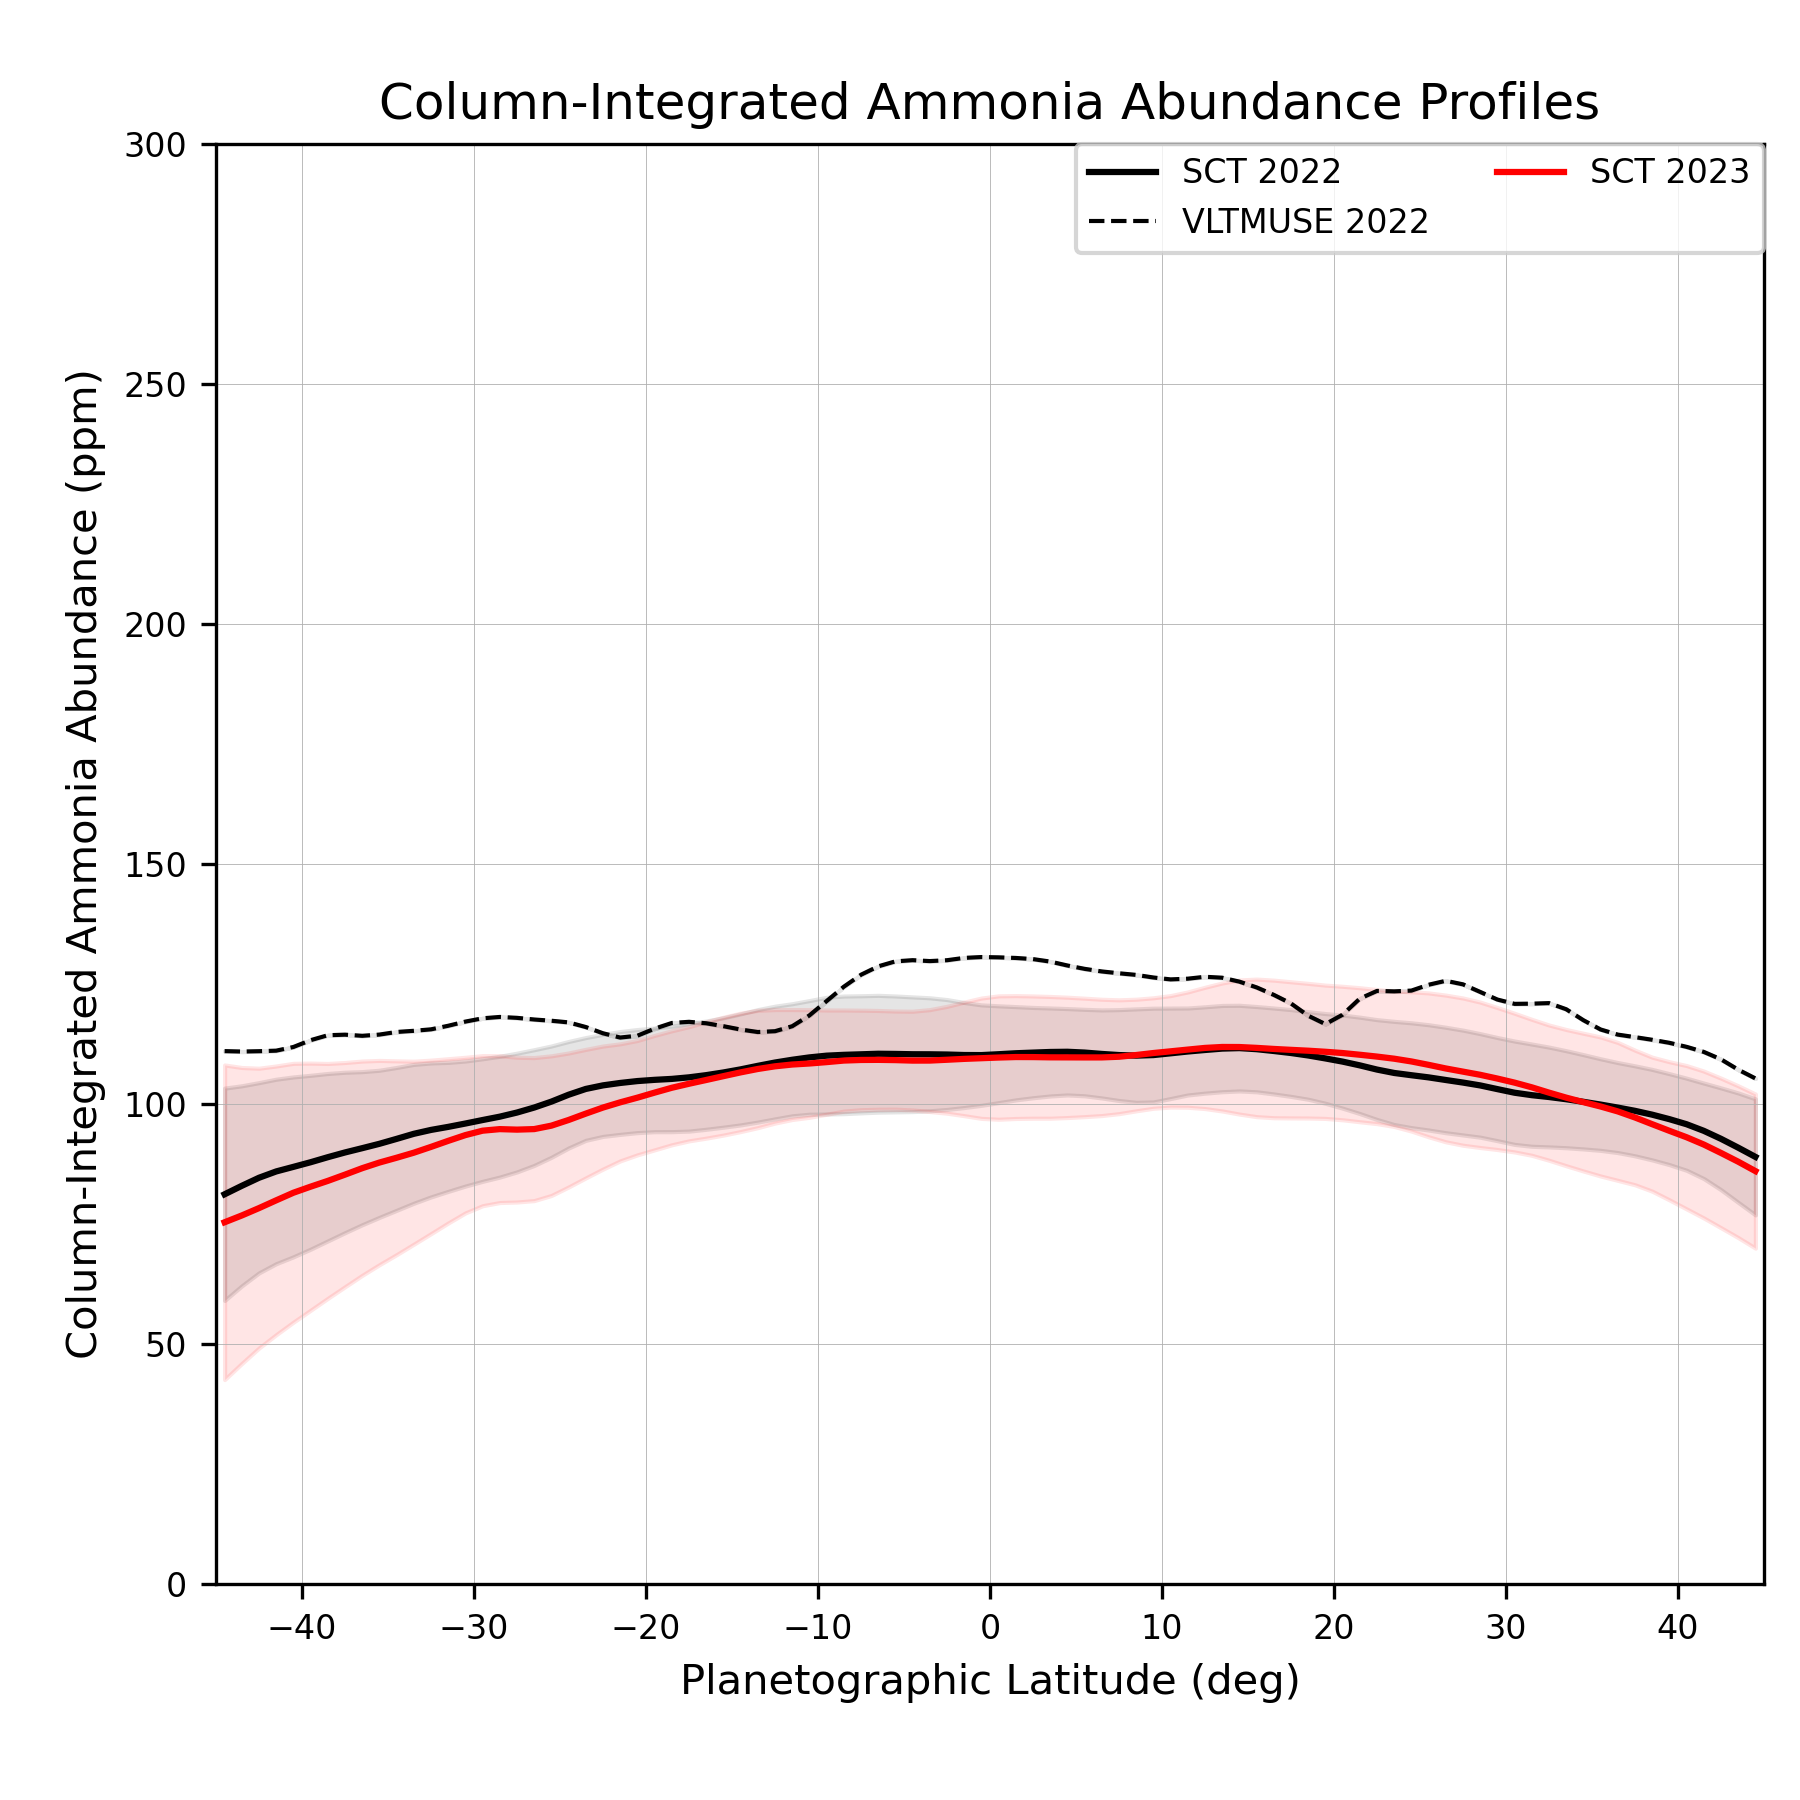 Column-Integrated Ammonia Abundance Profiles
SCT 2022
SCT 2023
VLTMUSE 2022
Column-Integrated Ammonia Abundance (ppm)
300
250
200
150
100
50
0
−40 −30 −20 −10 0 10 20 30 40
Planetographic Latitude (deg)